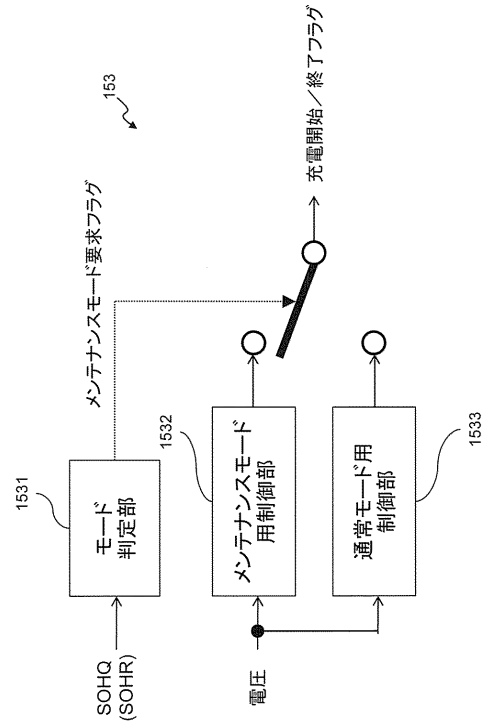 153
メンテナンスモード要求フラグ
1531
モード
判定部
SOHQ
(SOHR)
1532
メンテナンスモード
用制御部
充電開始／終了フラグ
電圧
1533
通常モード用
制御部